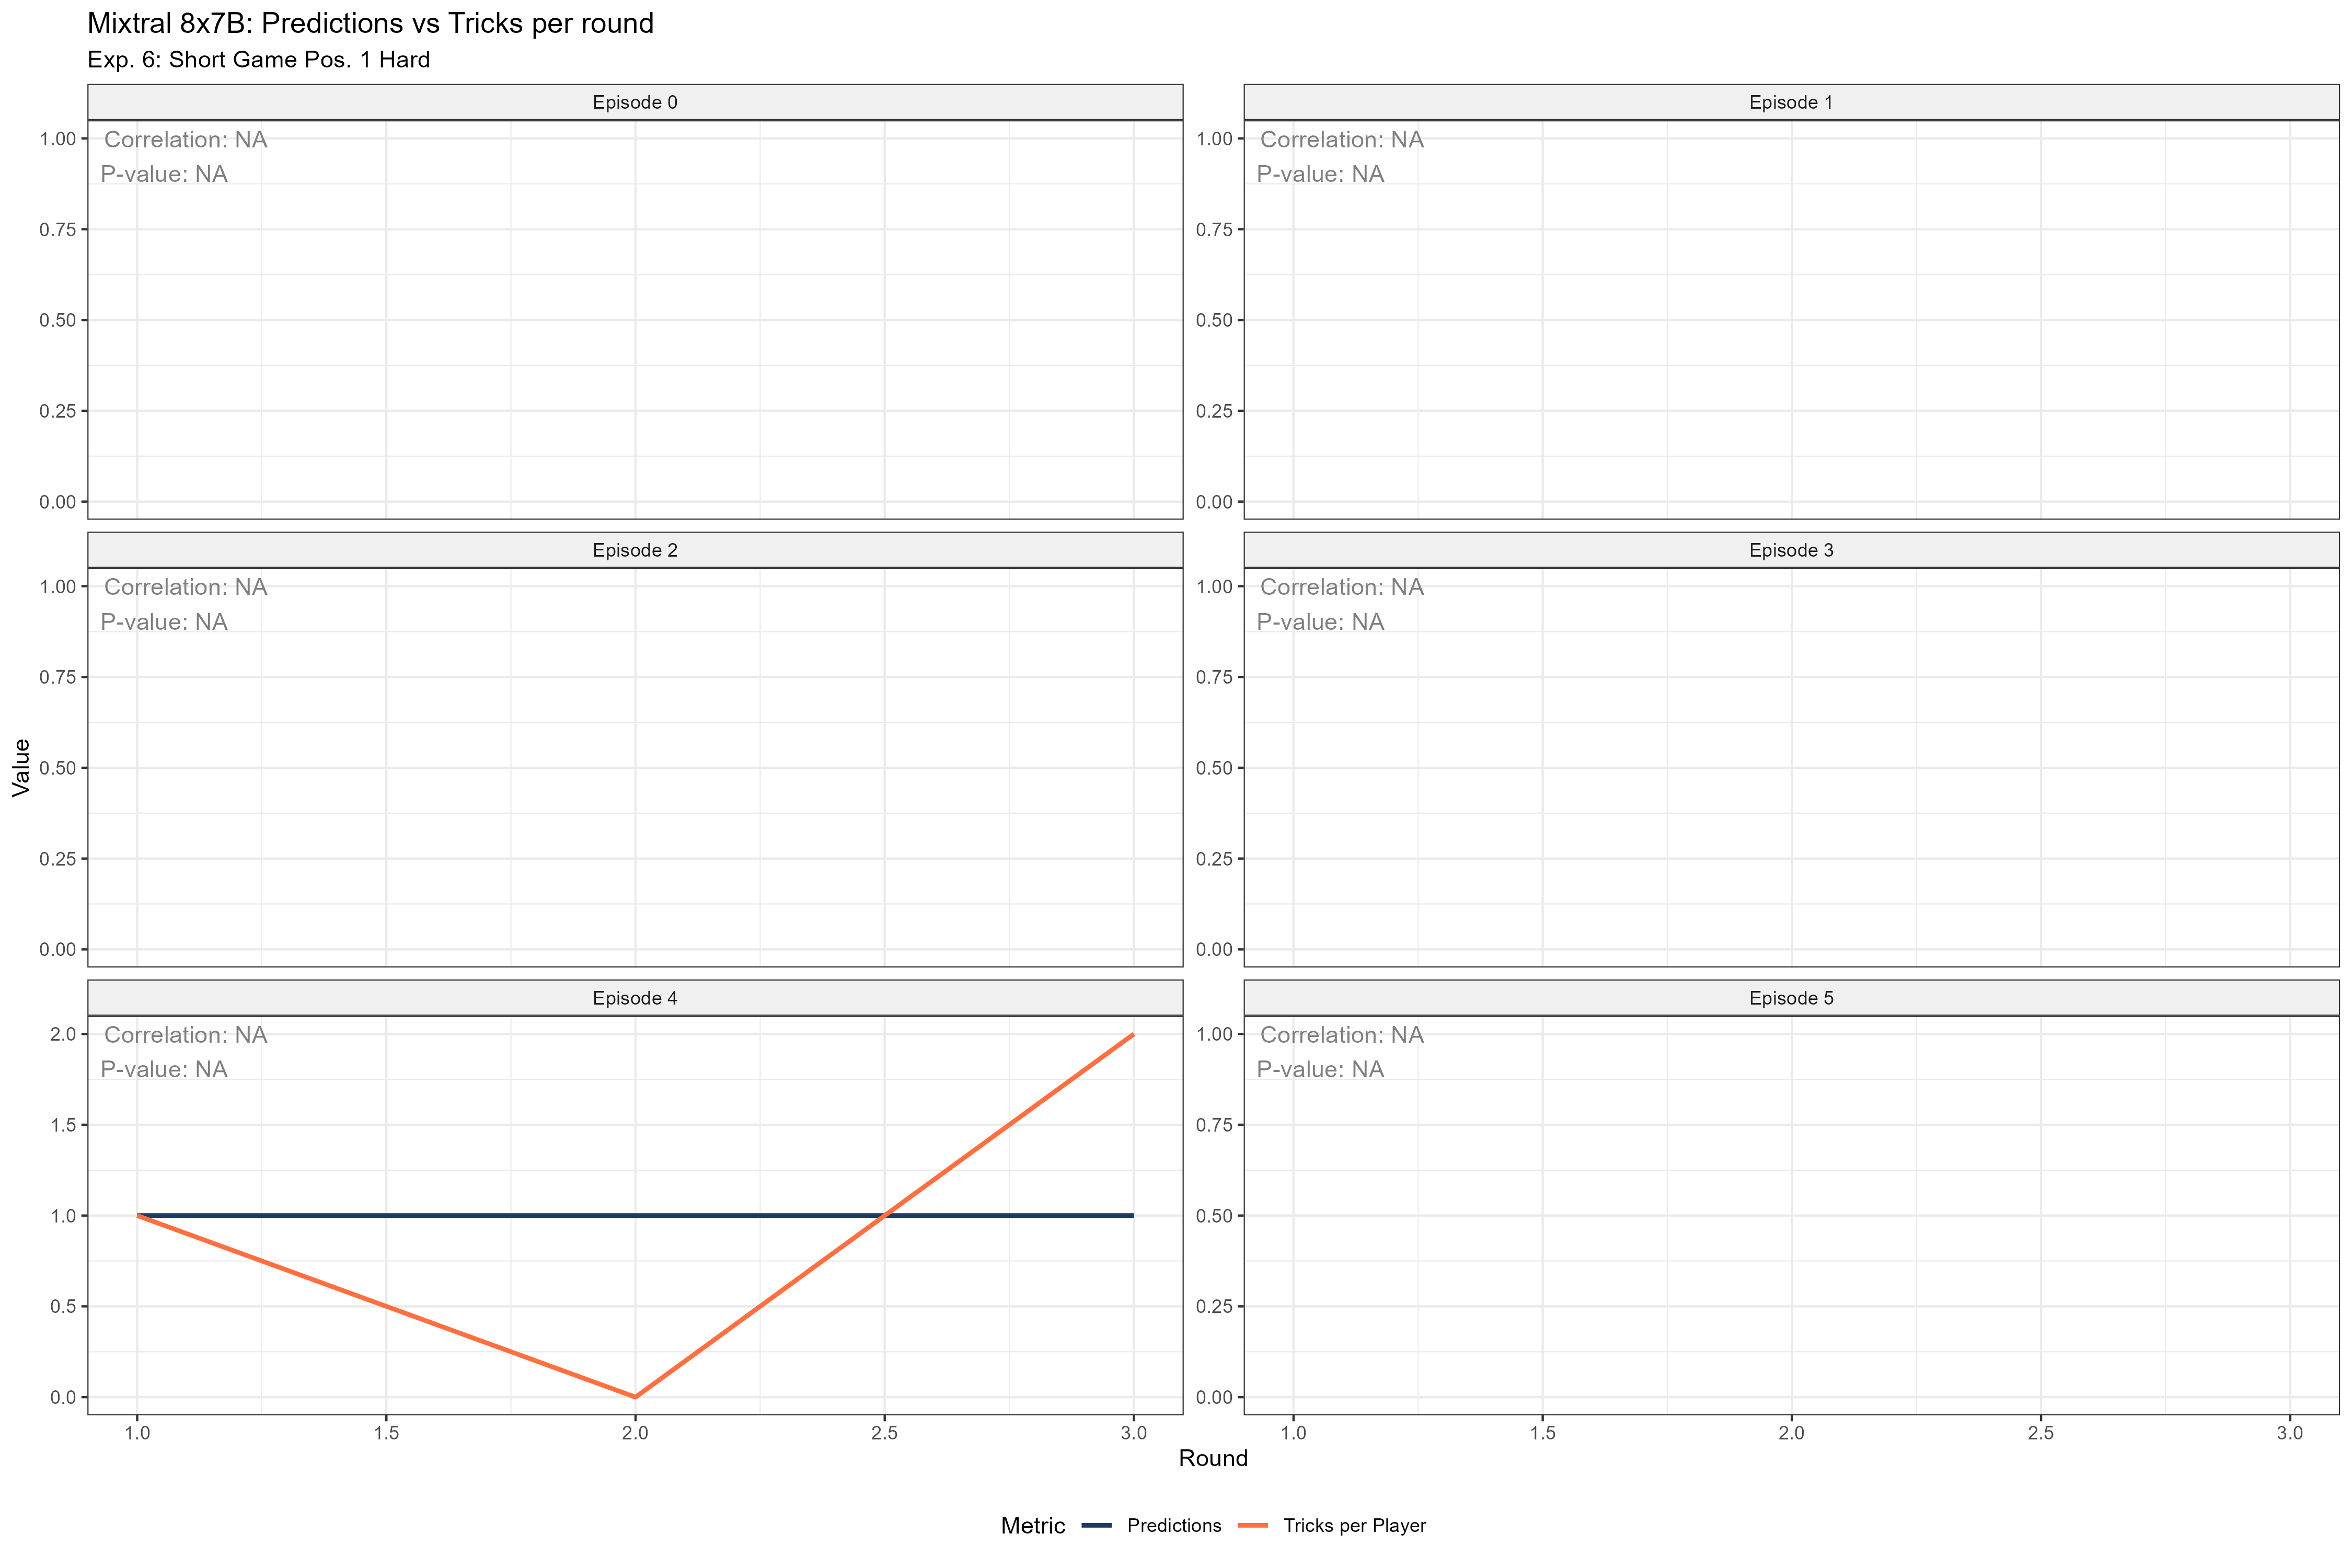 Mixtral 8x7B: Predictions vs Tricks per round
Exp. 6: Short Game Pos. 1 Hard
Episode 0
Episode 1
Correlation: NA
P-value: NA
1.00
0.75
0.50
0.25
0.00
Correlation: NA
P-value: NA
1.00
0.75
0.50
0.25
0.00
Episode 2
Episode 3
Correlation: NA
P-value: NA
1.00
0.75
0.50
0.25
0.00
Correlation: NA
P-value: NA
1.00
0.75
0.50
0.25
0.00
Value
Episode 4
Episode 5
Correlation: NA
P-value: NA
2.0
1.5
1.0
0.5
0.0
Correlation: NA
P-value: NA
1.00
0.75
0.50
0.25
0.00
1.0 1.5 2.0 2.5 3.0
1.0 1.5 2.0 2.5 3.0
Round
Metric Predictions Tricks per Player